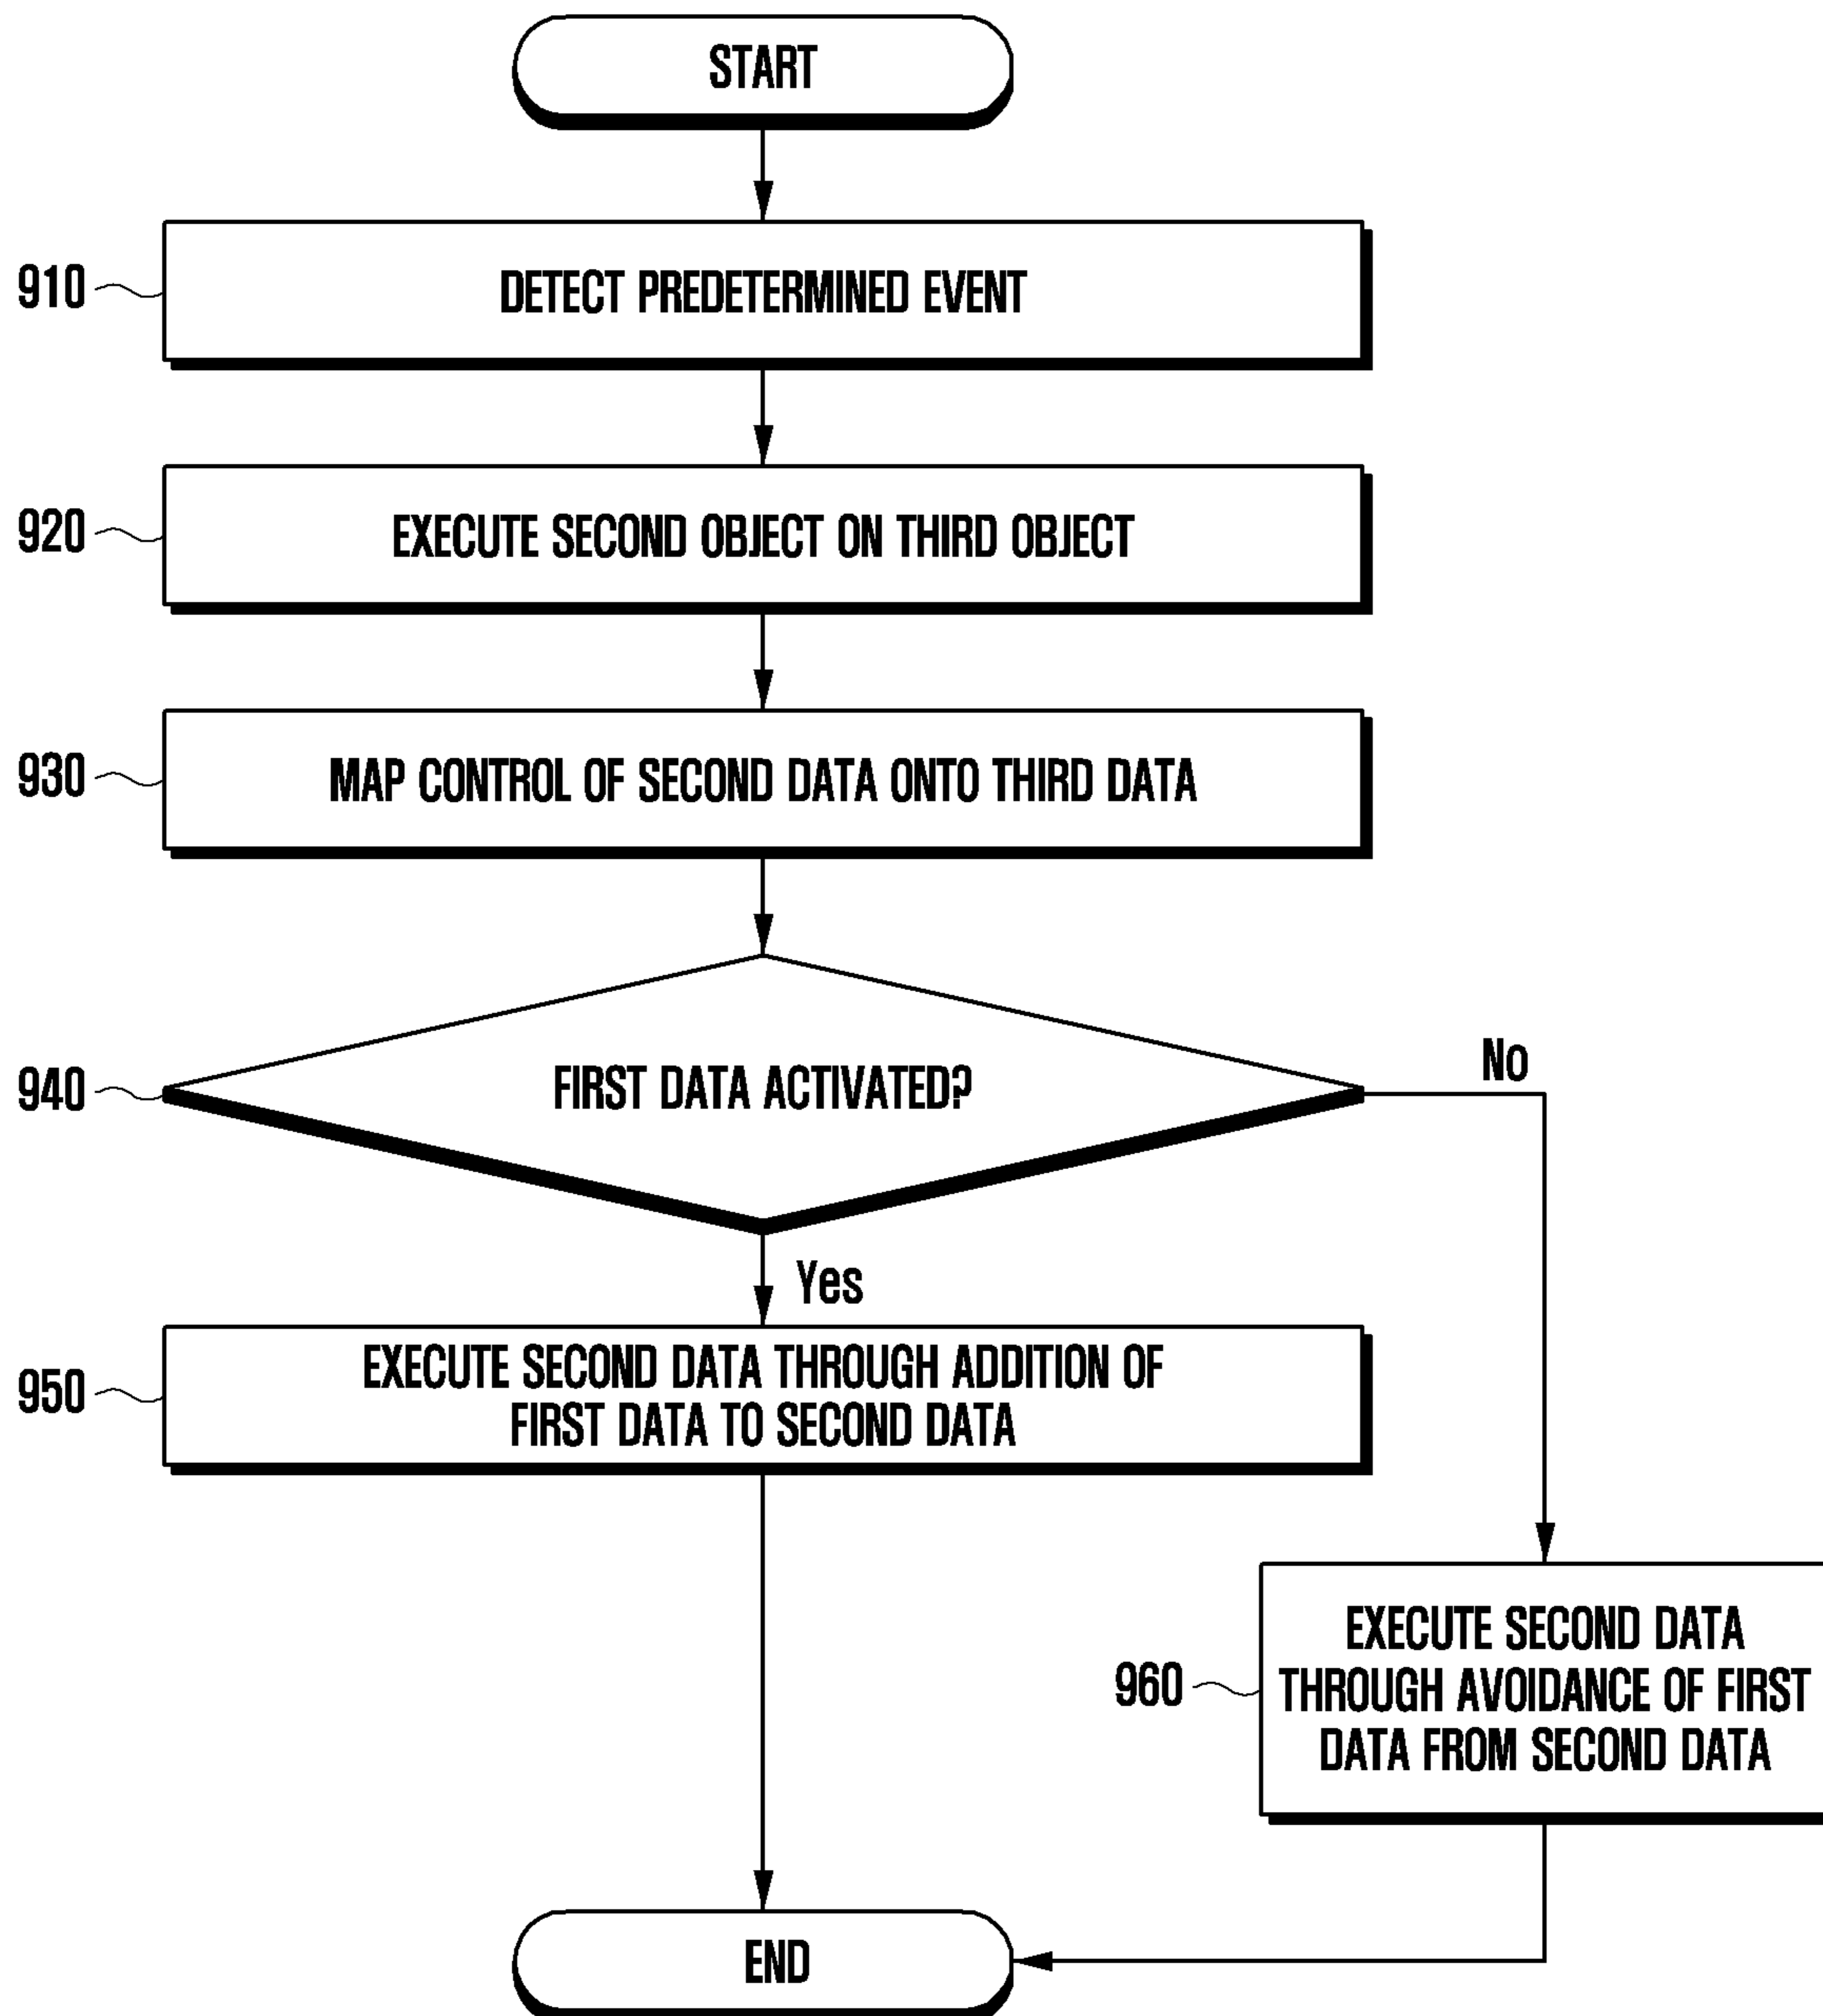 START
910
DETECT PREDETERMINED EVENT
920
EXECUTE SECOND OBJECT ON THIRD OBJECT
930
MAP CONTROL OF SECOND DATA ONTO THIRD DATA
940
FIRST DATA ACTIVATED?
No
Yes
950
EXECUTE SECOND DATA THROUGH ADDITION OF
FIRST DATA TO SECOND DATA
960
EXECUTE SECOND DATA
THROUGH AVOIDANCE OF FIRST
DATA FROM SECOND DATA
END